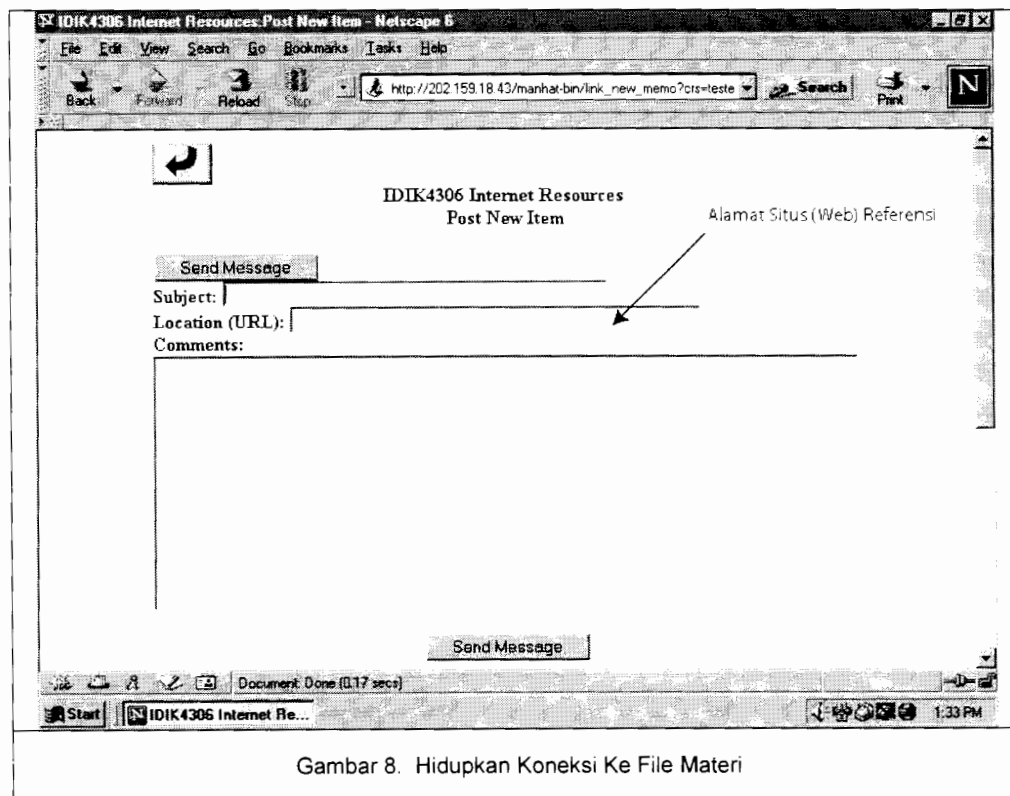 IDIK4306 Internet Resources:Post New Item - Netscape 6
File Edit View Search Go Bookmarks Tasks Help
Back Forward Reload Stop http://202.159.18.43/manhat-bin/link_new_memo?crs=teste Search Print N
IDIK4306 Internet Resources
Post New Item
Alamat Situs (Web) Referensi
Send Message
Subject:
Location (URL):
Comments:
Send Message
Document: Done (0.17 secs)
Start IDIK4306 Internet Re... 1:33 PM
Gambar 8. Hidupkan Koneksi Ke File Materi